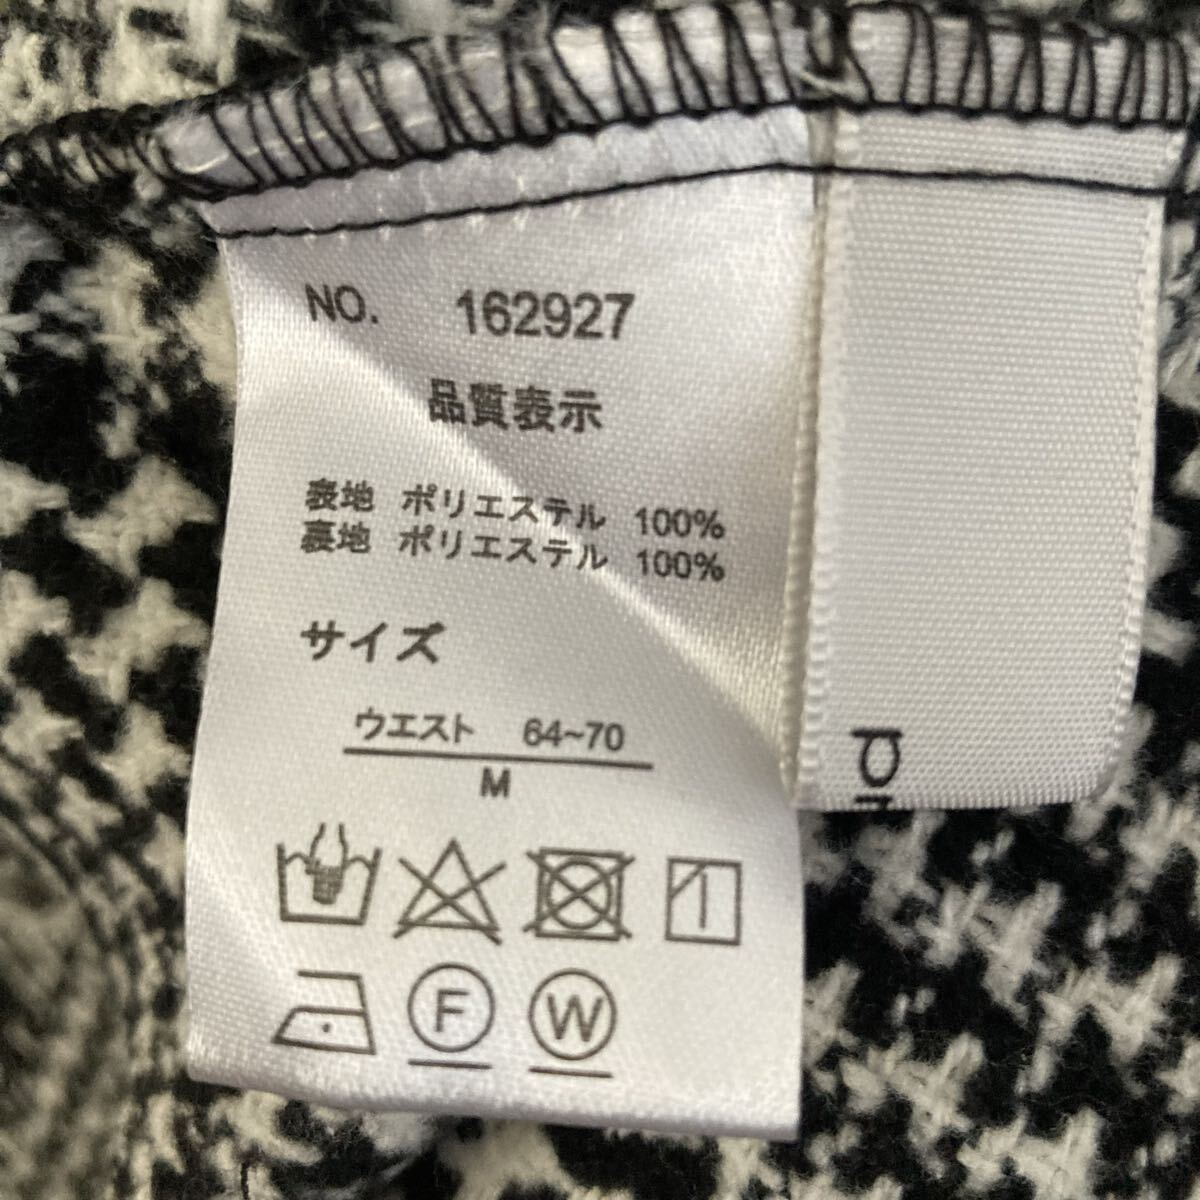 NO. 162927
品質表示
表地 ポリエステル 100%
裏地 ポリエステル 100%
サイズ
ウエスト 64~70
M
F W